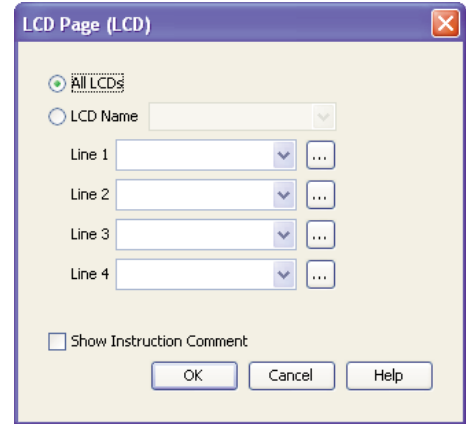 LCD Page (LCD)
All LCDs
LCD Name
Line 1 ...
Line 2 ...
Line 3 ...
Line 4 ...
Show Instruction Comment
OK Cancel Help